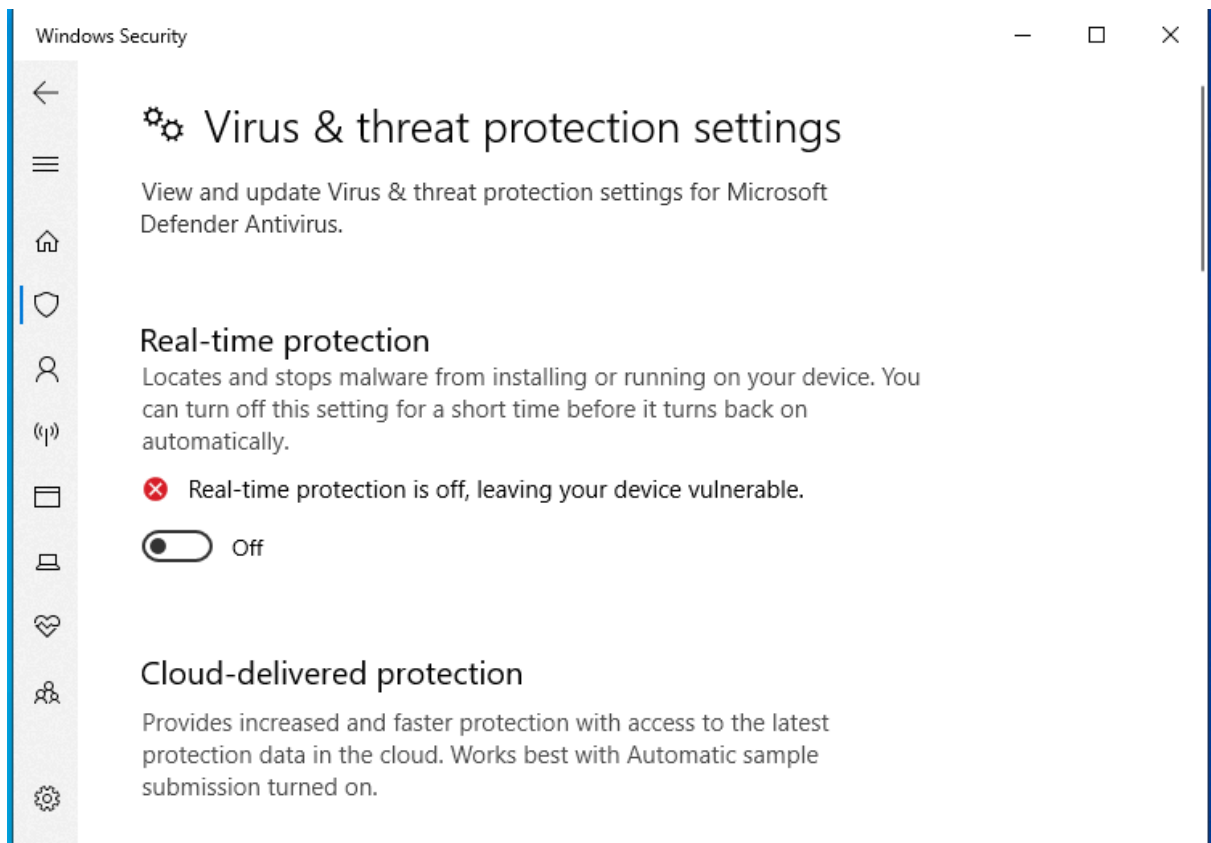 Windows Security
Virus & threat protection settings
View and update Virus & threat protection settings for Microsoft
Defender Antivirus.
Real-time protection
Locates and stops malware from installing or running on your device. You
can turn off this setting for a short time before it turns back on
automatically.
Real-time protection is off, leaving your device vulnerable.
Off
Cloud-delivered protection
Provides increased and faster protection with access to the latest
protection data in the cloud. Works best with Automatic sample
submission turned on.